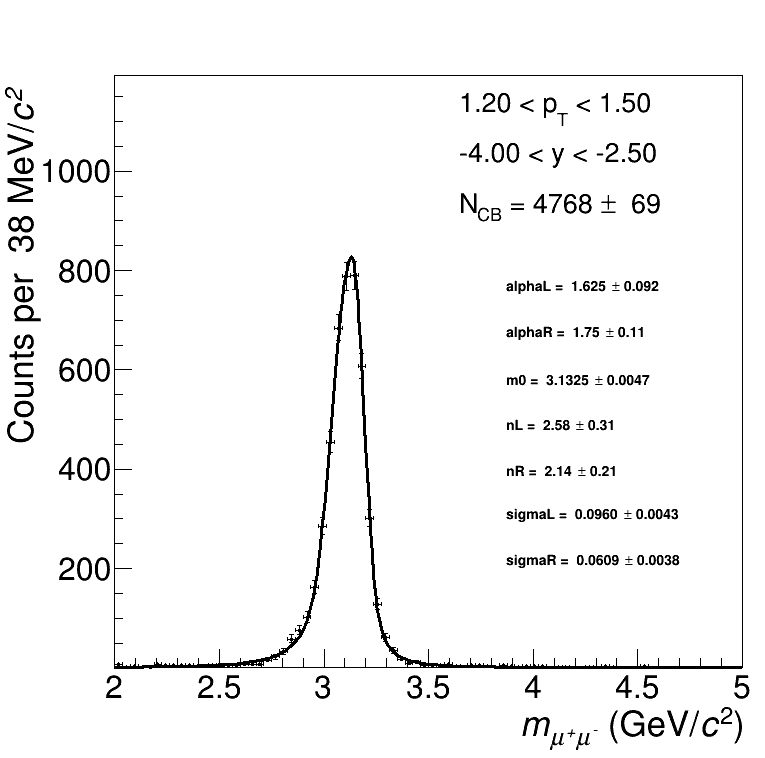 1.20 < pT < 1.50
-4.00 < y < -2.50
NCB = 4768 ± 69
alphaL = 1.625 ± 0.092
alphaR = 1.75 ± 0.11
m0 = 3.1325 ± 0.0047
nL = 2.58 ± 0.31
nR = 2.14 ± 0.21
sigmaL = 0.0960 ± 0.0043
sigmaR = 0.0609 ± 0.0038
Counts per 38 MeV/c²
1000
800
600
400
200
2 2.5 3 3.5 4 4.5 5
mμ⁺μ⁻ (GeV/c²)